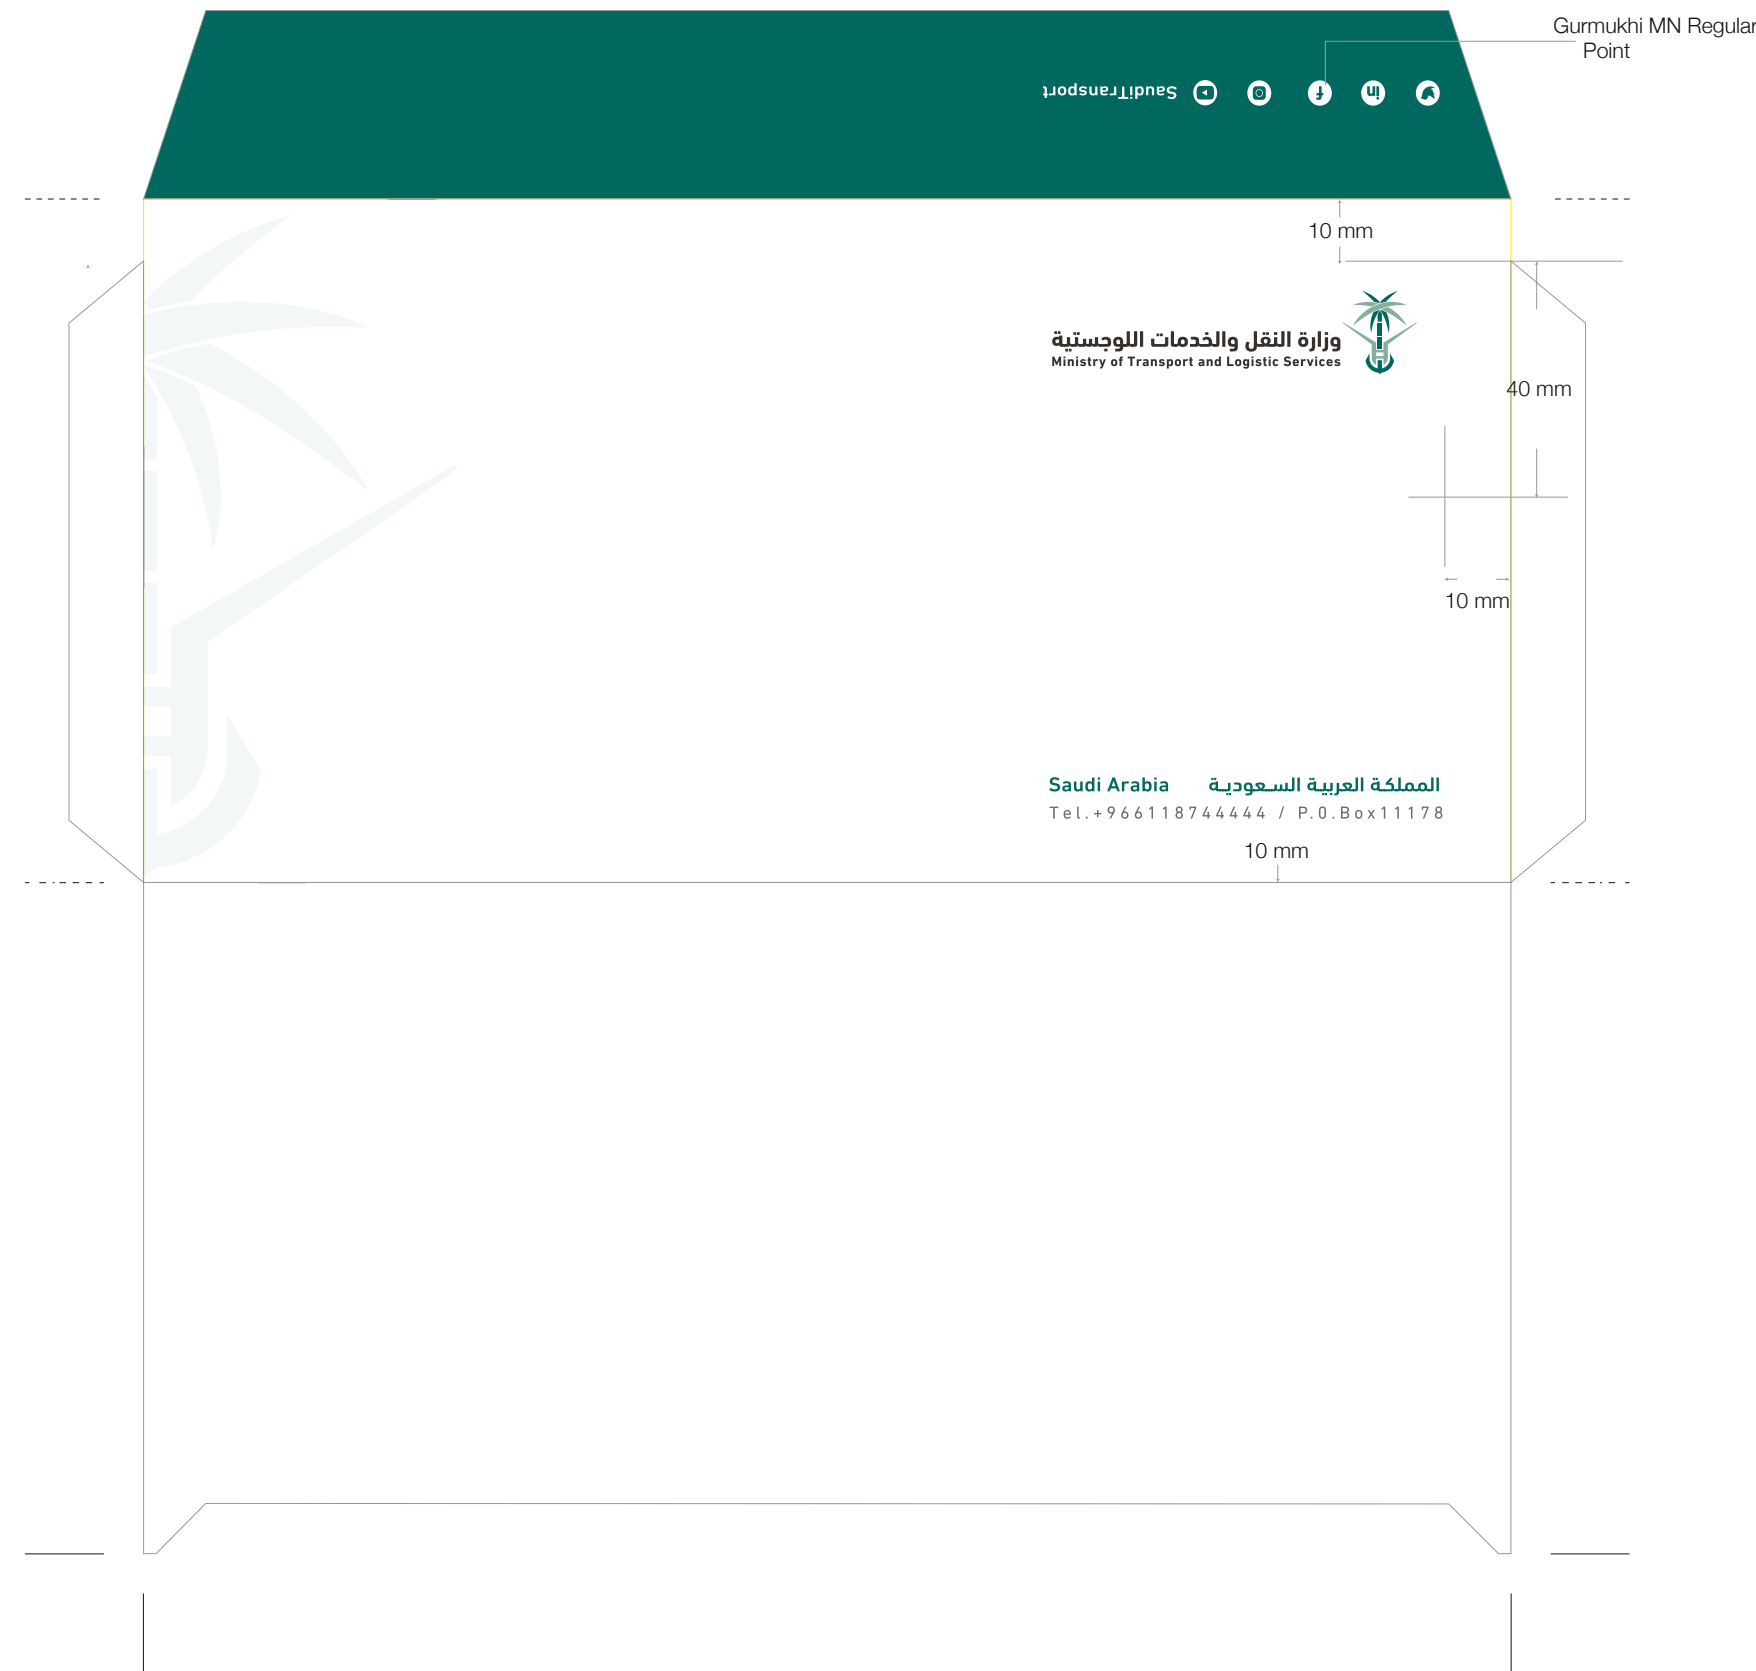 Gurmukhi MN Regular
Point
SaudiTransport
10 mm
وزارة النقل والخدمات اللوجستية
Ministry of Transport and Logistic Services
40 mm
10 mm
Saudi Arabia المملكة العربية السعودية
Tel.+966118744444 / P.O.Box11178
10 mm